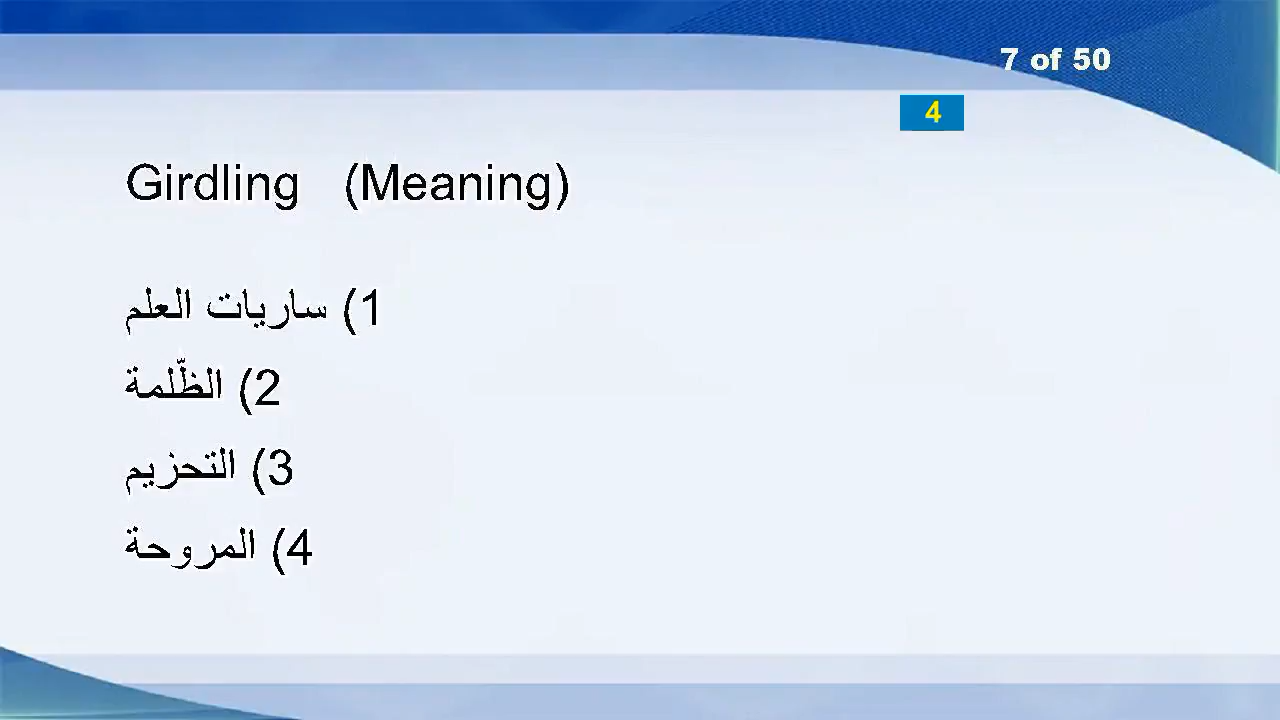 7 of 50
4
Girdling (Meaning)
1) ساريات العلم
2) الظّلمة
3) التحزيم
4) المروحة